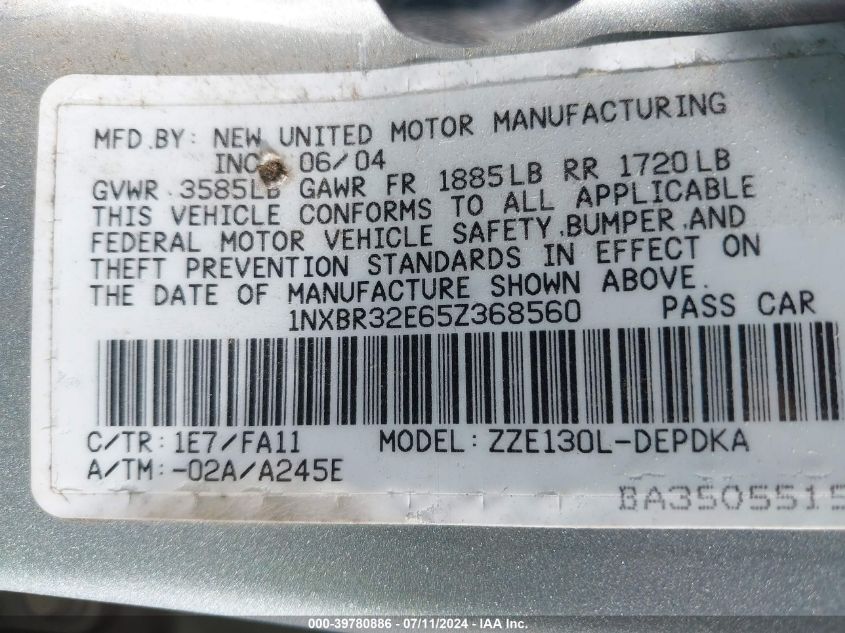 MFD.BY: NEW UNITED MOTOR MANUFACTURING
INC 06/04
GVWR 3585LB GAWR FR 1885LB RR 1720LB
THIS VEHICLE CONFORMS TO ALL APPLICABLE
FEDERAL MOTOR VEHICLE SAFETY,BUMPER,AND
THEFT PREVENTION STANDARDS IN EFFECT ON
THE DATE OF MANUFACTURE SHOWN ABOVE.
1NXBR32E65Z368560 PASS CAR
C/TR: 1E7/FA11 MODEL: ZZE130L-DEPDKA
A/TM: -02A/A245E
BA3505515
000-39780886 - 07/11/2024 - IAA Inc.